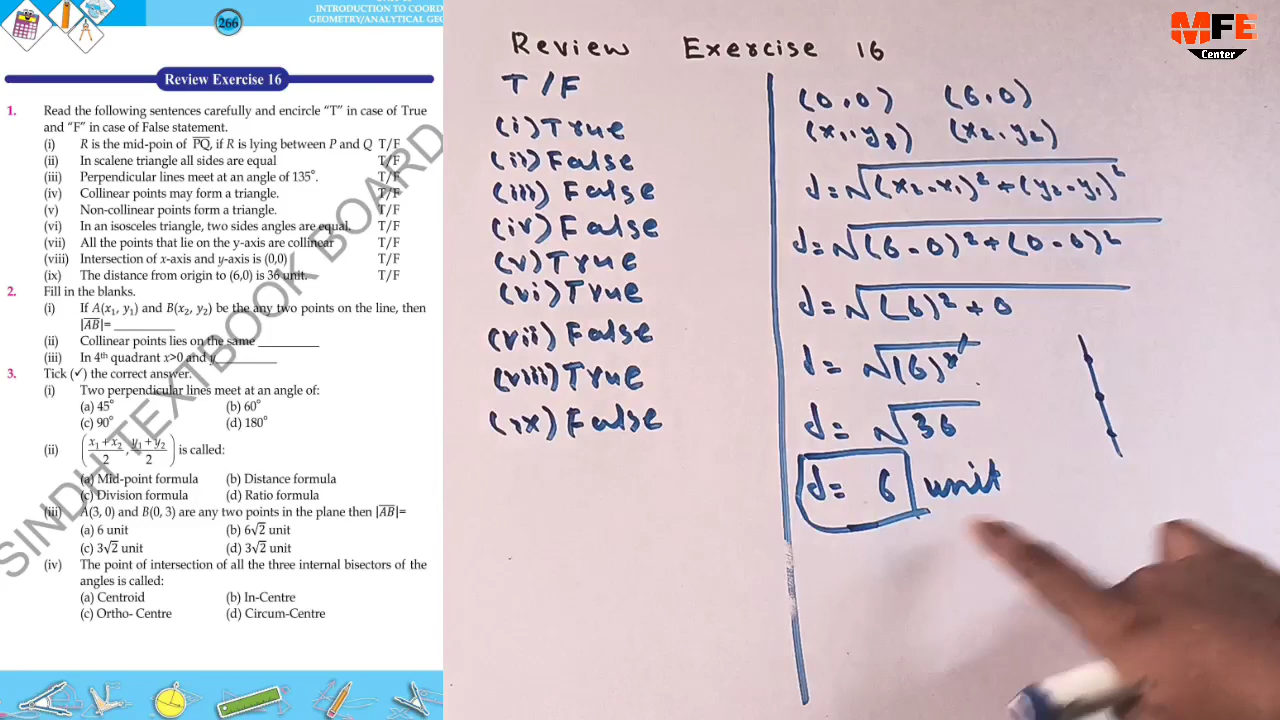 INTRODUCTION TO COORD
GEOMETRY/ANALYTICAL GEO
266
Review Exercise 16
1. Read the following sentences carefully and encircle “T” in case of True
and “F” in case of False statement.
(i) R is the mid-poin of PQ, if R is lying between P and Q T/F
(ii) In scalene triangle all sides are equal T/F
(iii) Perpendicular lines meet at an angle of 135°. T/F
(iv) Collinear points may form a triangle. T/F
(v) Non-collinear points form a triangle. T/F
(vi) In an isosceles triangle, two sides angles are equal. T/F
(vii) All the points that lie on the y-axis are collinear T/F
(viii) Intersection of x-axis and y-axis is (0,0) T/F
(ix) The distance from origin to (6,0) is 36 unit. T/F
2. Fill in the blanks.
(i) If A(x₁, y₁) and B(x₂, y₂) be the any two points on the line, then
|AB|= __________
(ii) Collinear points lies on the same __________
(iii) In 4th quadrant x>0 and y__________
3. Tick (✓) the correct answer.
(i) Two perpendicular lines meet at an angle of:
(a) 45° (b) 60°
(c) 90° (d) 180°
(ii) (x₁+x₂/2, y₁+y₂/2) is called:
(a) Mid-point formula (b) Distance formula
(c) Division formula (d) Ratio formula
(iii) A(3, 0) and B(0, 3) are any two points in the plane then |AB|=
(a) 6 unit (b) 6√2 unit
(c) 3√2 unit (d) 3√2 unit
(iv) The point of intersection of all the three internal bisectors of the
angles is called:
(a) Centroid (b) In-Centre
(c) Ortho- Centre (d) Circum-Centre
SINDH TEXTBOOK BOARD
Review Exercise 16
T/F
(i) True
(ii) False
(iii) False
(iv) False
(v) True
(vi) True
(vii) False
(viii) True
(ix) False
(0,0) (6,0)
(x₁,y₁) (x₂,y₂)
d=√(x₂-x₁)²+(y₂-y₁)²
d=√(6-0)²+(0-0)²
d=√(6)²+0
d=√(6)²
d=√36
d= 6 unit
MFE
Center